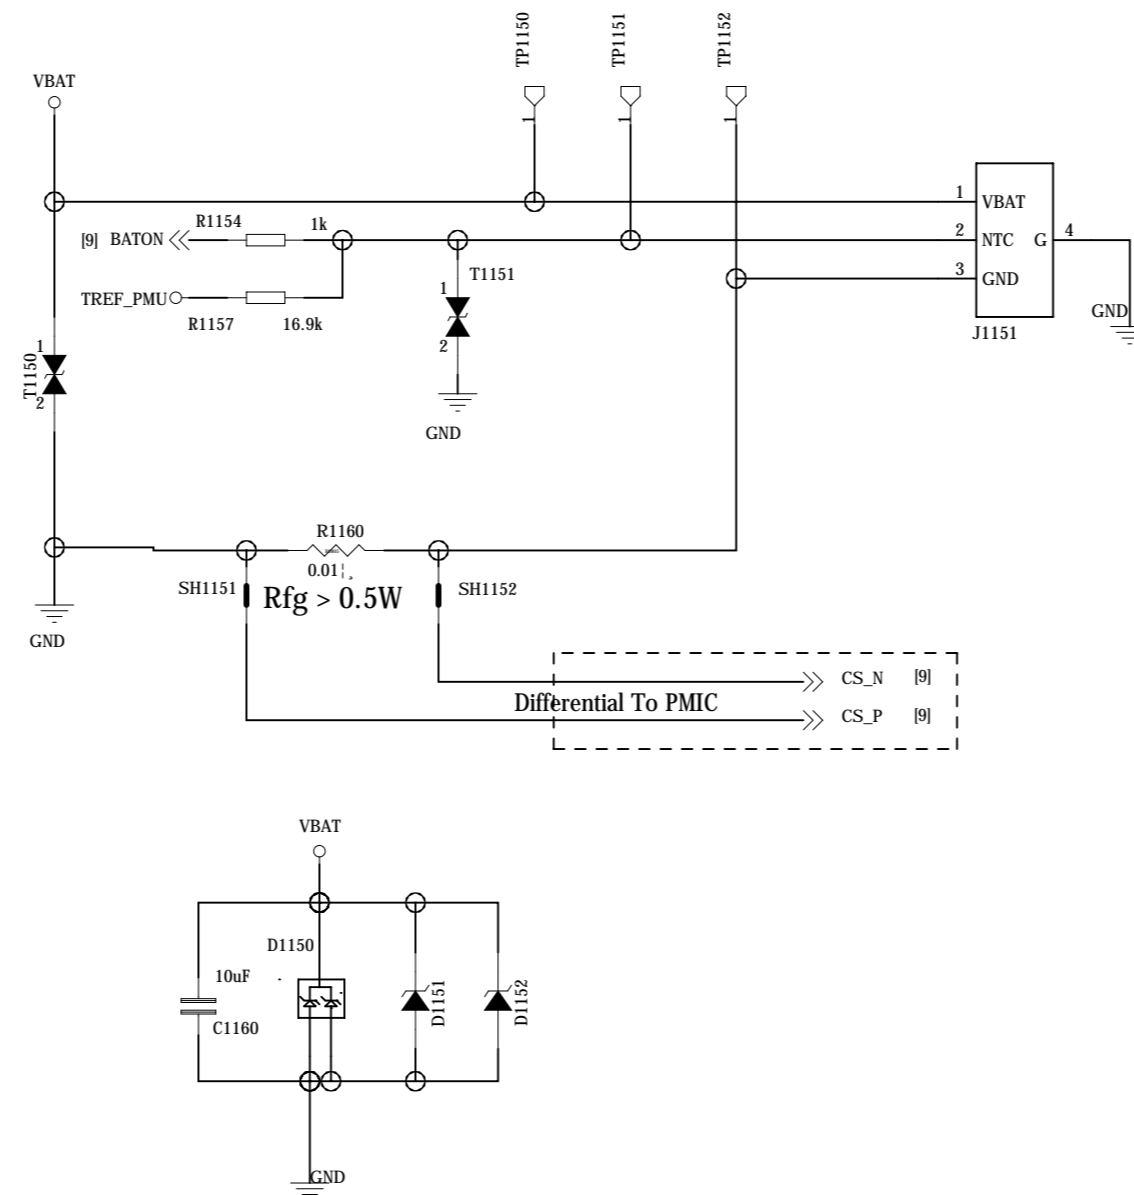 TP1150
TP1151
TP1152
VBAT
1
1
1
1
VBAT
R1154
1k
[9] BATON
2
NTC
G
4
T1151
TREF_PMU
1
3
GND
R1157
16.9k
GND
J1151
2
T1150
1
2
GND
R1160
0.01
SH1151
Rfg > 0.5W
SH1152
GND
CS_N [9]
Differential To PMIC
CS_P [9]
VBAT
D1150
10uF
D1151
D1152
C1160
GND